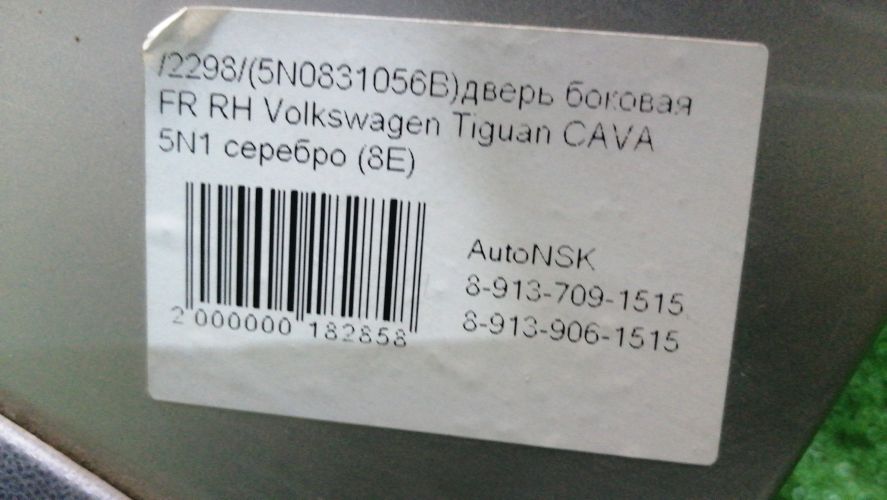 /2298/(5N0831056B)дверь боковая
FR RH Volkswagen Tiguan CAVA
5N1 серебро (8E)
AutoNSK
8-913-709-1515
8-913-906-1515
2 000000 182858